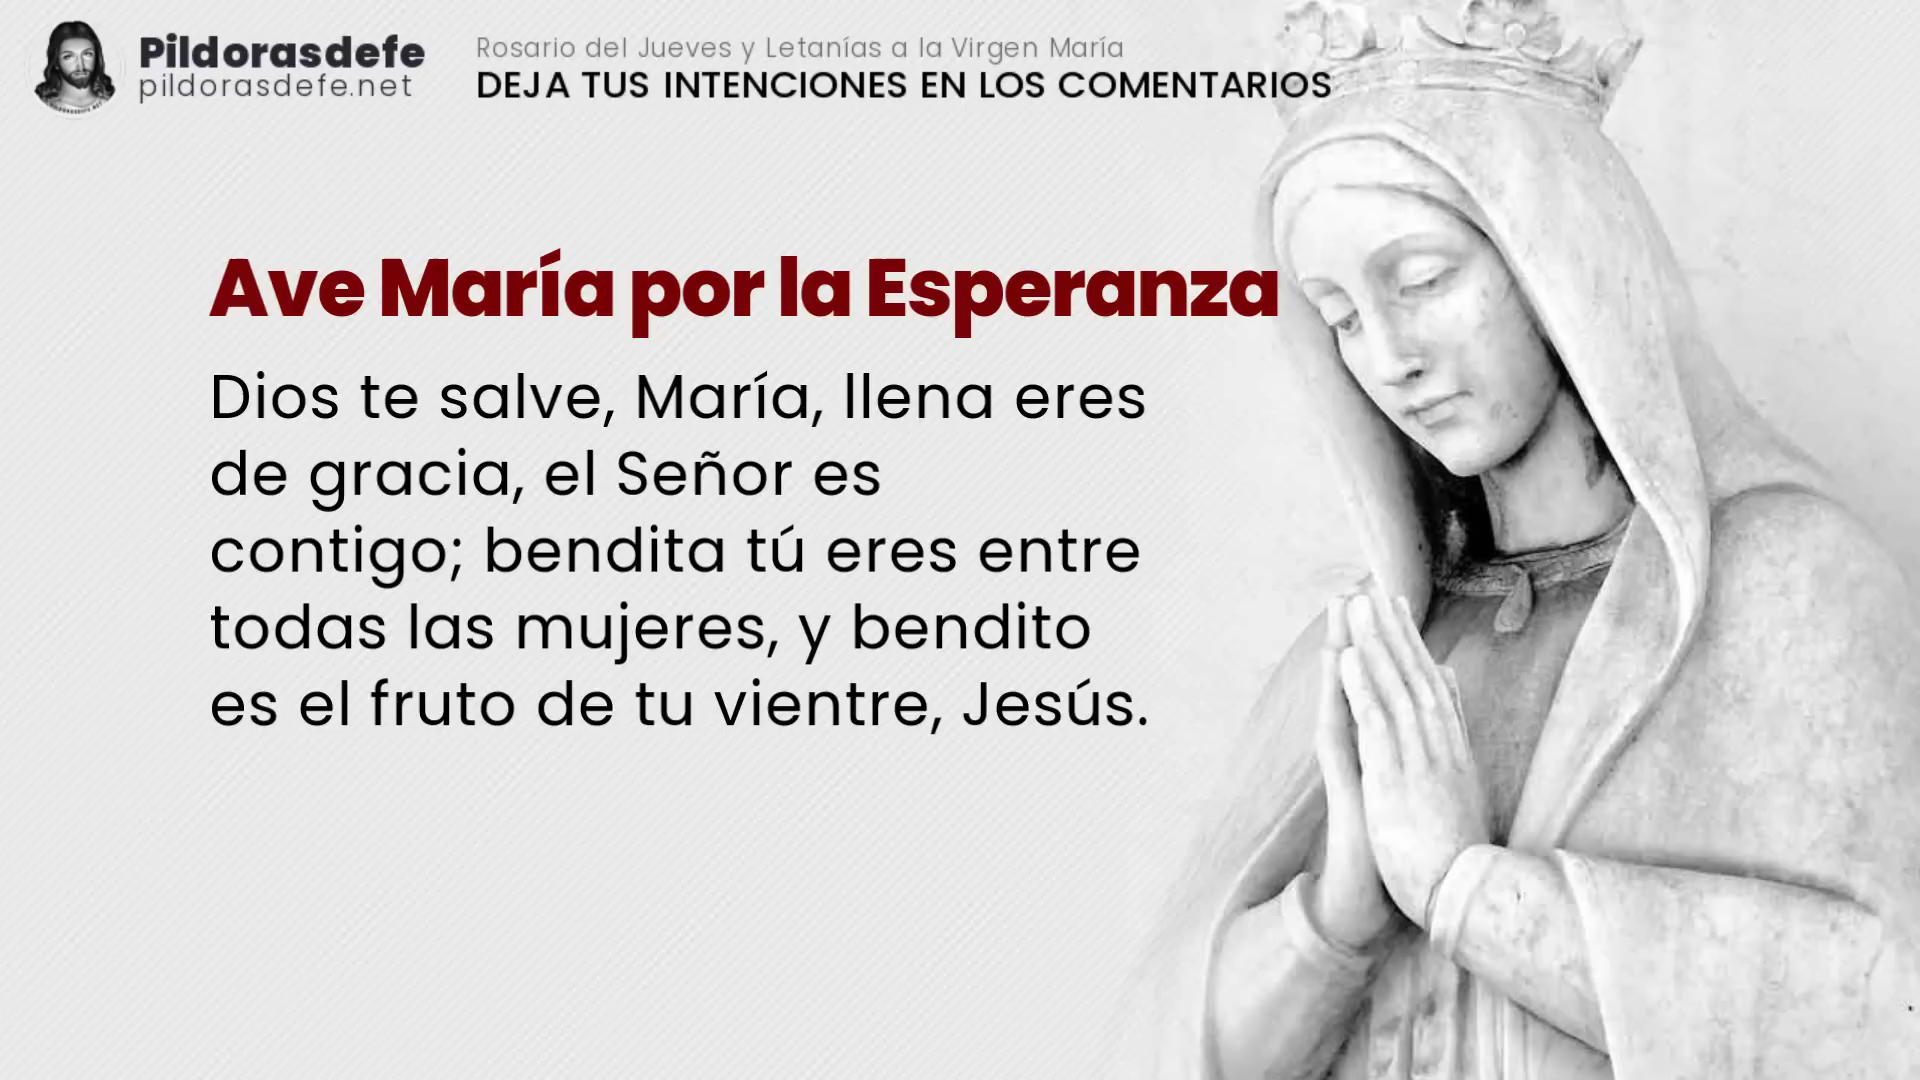 Pildorasdefe
pildorasdefe.net
Rosario del Jueves y Letanías a la Virgen María
DEJA TUS INTENCIONES EN LOS COMENTARIOS
Ave María por la Esperanza
Dios te salve, María, llena eres
de gracia, el Señor es
contigo; bendita tú eres entre
todas las mujeres, y bendito
es el fruto de tu vientre, Jesús.